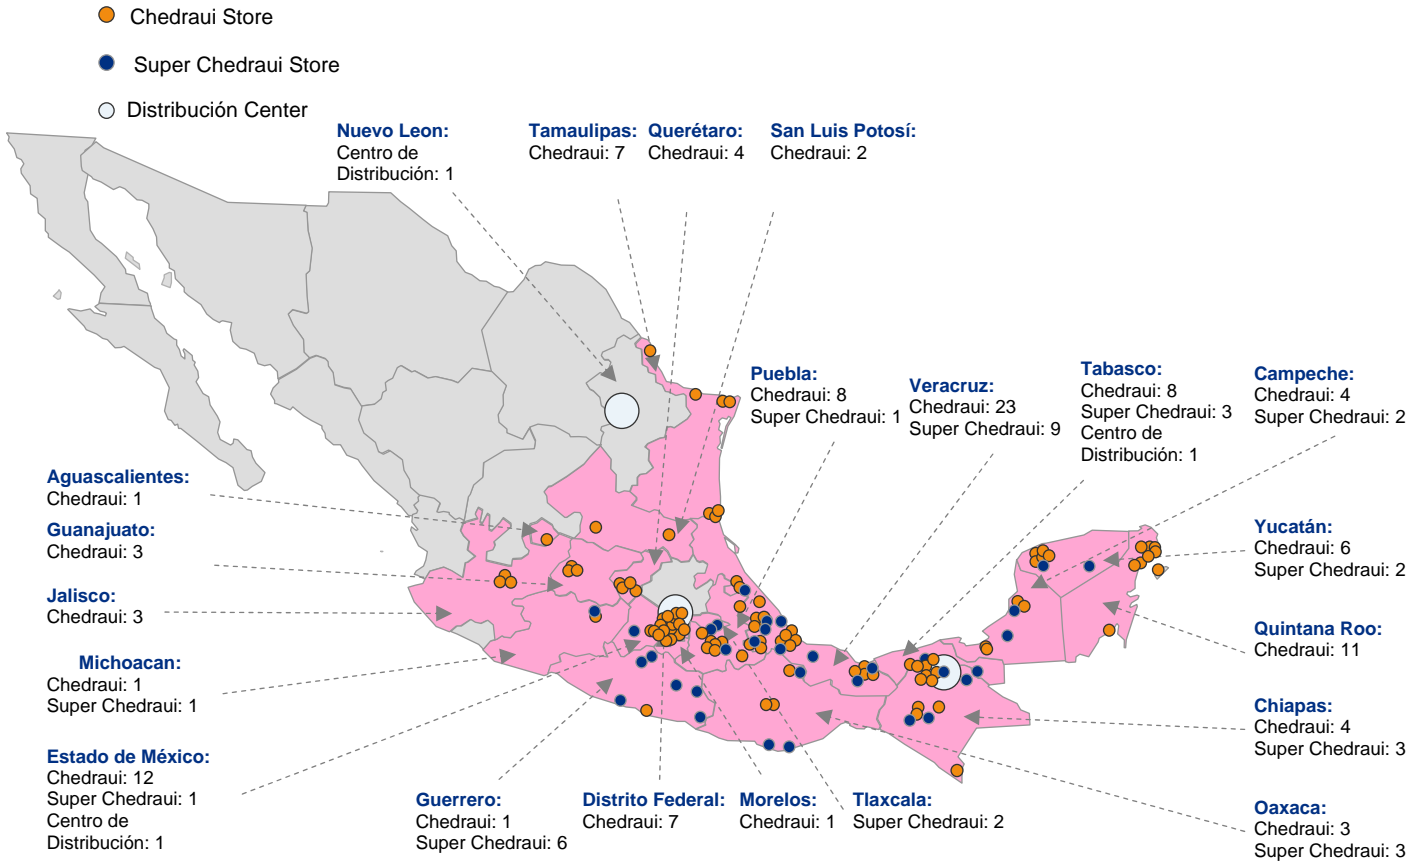 Chedraui Store
Super Chedraui Store
Distribución Center
Nuevo Leon:
Centro de
Distribución: 1
Tamaulipas:
Chedraui: 7
Querétaro:
Chedraui: 4
San Luis Potosí:
Chedraui: 2
Puebla:
Chedraui: 8
Super Chedraui: 1
Veracruz:
Chedraui: 23
Super Chedraui: 9
Tabasco:
Chedraui: 8
Super Chedraui: 3
Centro de
Distribución: 1
Campeche:
Chedraui: 4
Super Chedraui: 2
Aguascalientes:
Chedraui: 1
Guanajuato:
Chedraui: 3
Jalisco:
Chedraui: 3
Michoacan:
Chedraui: 1
Super Chedraui: 1
Estado de México:
Chedraui: 12
Super Chedraui: 1
Centro de
Distribución: 1
Yucatán:
Chedraui: 6
Super Chedraui: 2
Quintana Roo:
Chedraui: 11
Chiapas:
Chedraui: 4
Super Chedraui: 3
Guerrero:
Chedraui: 1
Super Chedraui: 6
Distrito Federal:
Chedraui: 7
Morelos:
Chedraui: 1
Tlaxcala:
Super Chedraui: 2
Oaxaca:
Chedraui: 3
Super Chedraui: 3